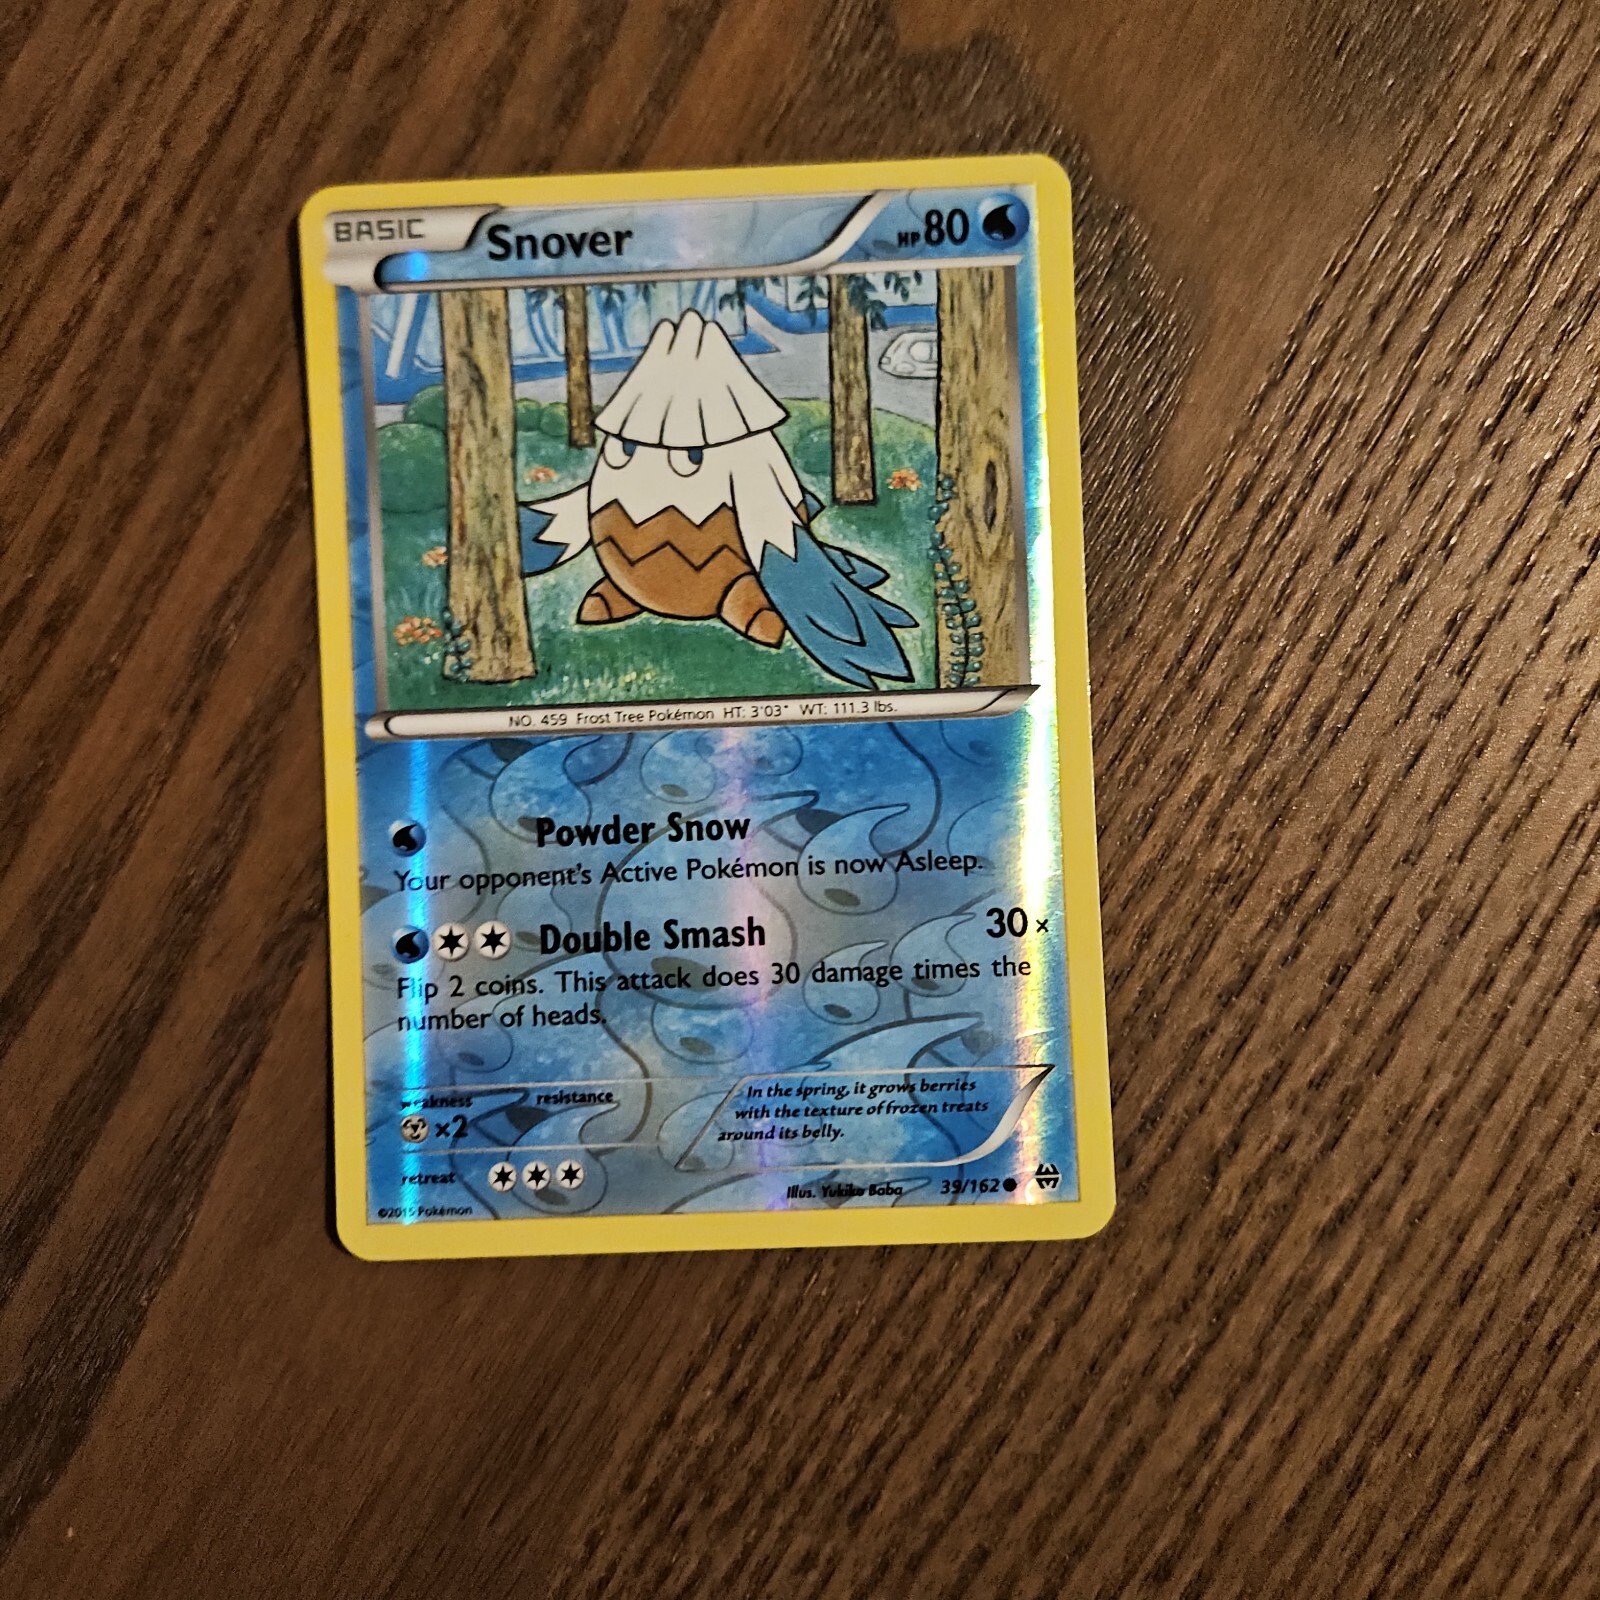 BASIC Snover HP 80
NO. 459 Frost Tree Pokémon HT: 3'03" WT: 111.3 lbs.
Powder Snow
Your opponent's Active Pokémon is now Asleep.
Double Smash 30×
Flip 2 coins. This attack does 30 damage times the
number of heads.
weakness resistance
×2
In the spring, it grows berries
with the texture of frozen treats
around its belly.
retreat
Illus. Yukiko Baba 39/162
©2015 Pokémon